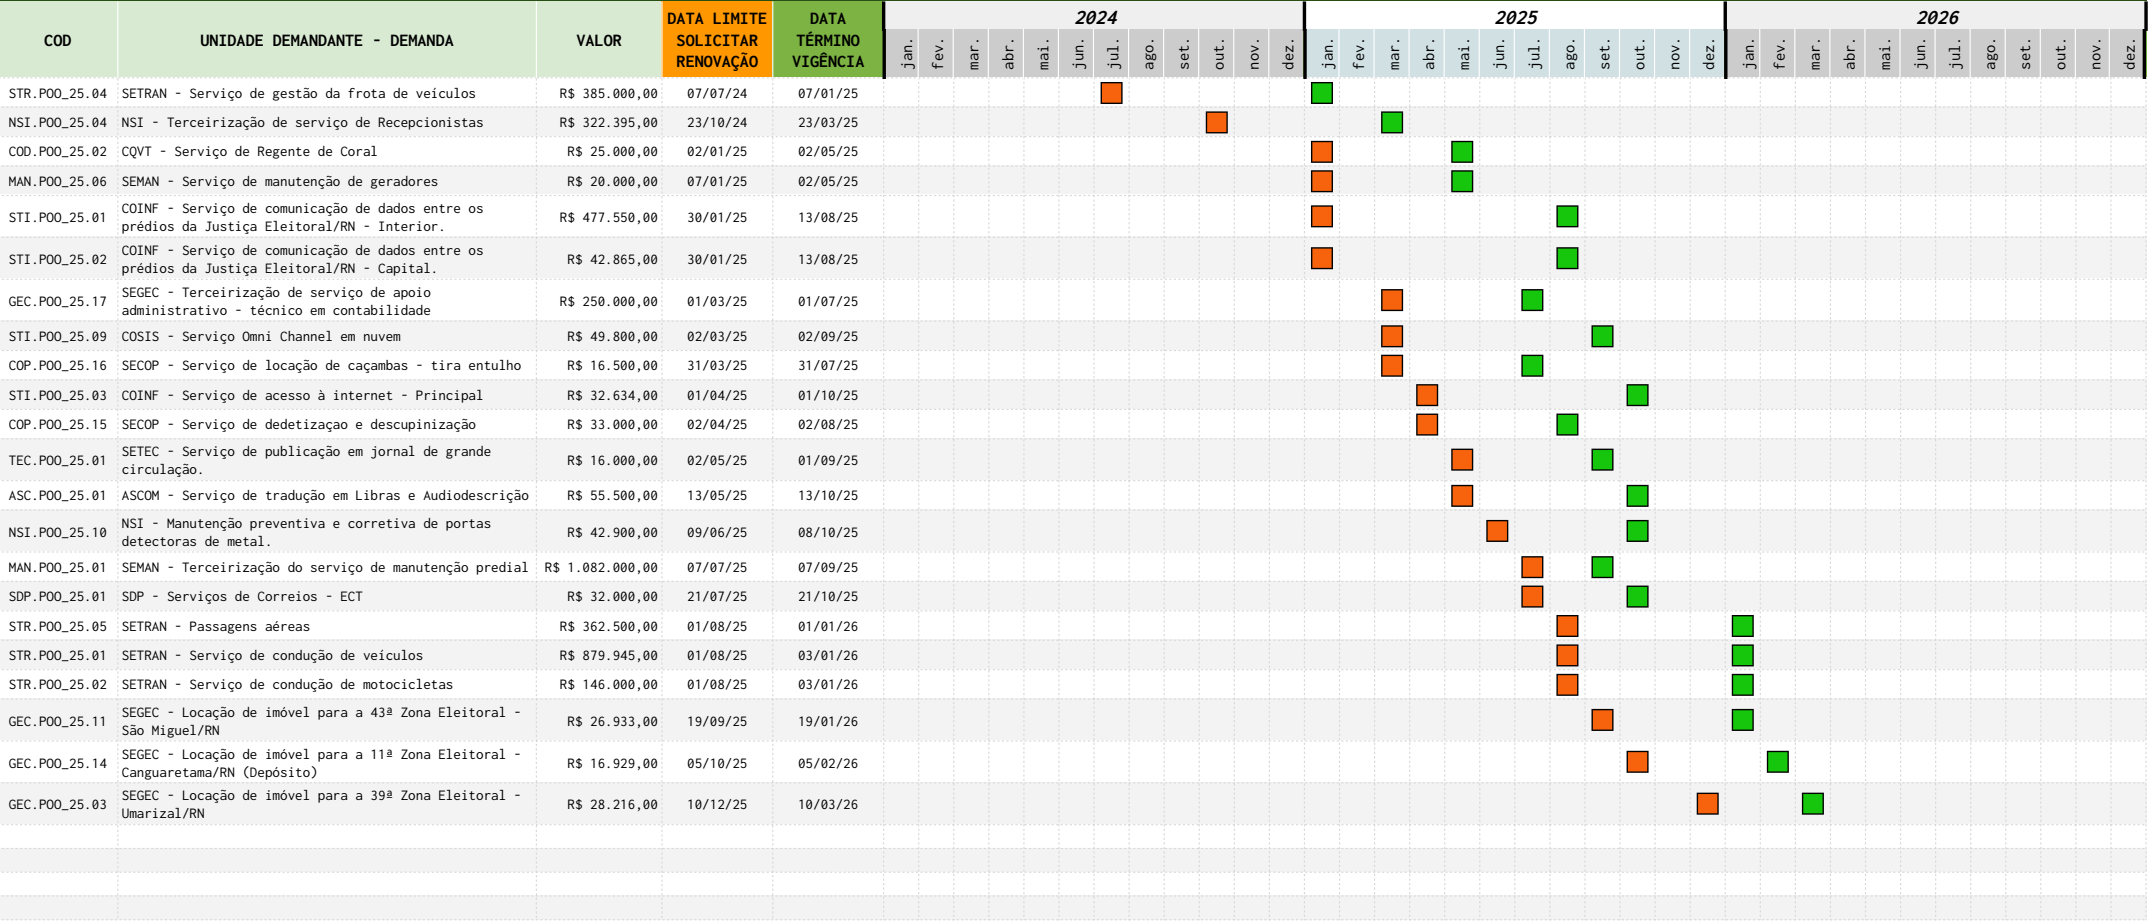 COD
UNIDADE DEMANDANTE - DEMANDA
VALOR
DATA LIMITE
SOLICITAR
RENOVAÇÃO
DATA
TÉRMINO
VIGÊNCIA
2024
2025
2026
jan. fev. mar. abr. mai. jun. jul. ago. set. out. nov. dez. jan. fev. mar. abr. mai. jun. jul. ago. set. out. nov. dez. jan. fev. mar. abr. mai. jun. jul. ago. set. out. nov. dez.
STR.POO_25.04 SETRAN - Serviço de gestão da frota de veículos R$ 385.000,00 07/07/24 07/01/25
NSI.POO_25.04 NSI - Terceirização de serviço de Recepcionistas R$ 322.395,00 23/10/24 23/03/25
COD.POO_25.02 CQVT - Serviço de Regente de Coral R$ 25.000,00 02/01/25 02/05/25
MAN.POO_25.06 SEMAN - Serviço de manutenção de geradores R$ 20.000,00 07/01/25 02/05/25
STI.POO_25.01 COINF - Serviço de comunicação de dados entre os
prédios da Justiça Eleitoral/RN - Interior. R$ 477.550,00 30/01/25 13/08/25
STI.POO_25.02 COINF - Serviço de comunicação de dados entre os
prédios da Justiça Eleitoral/RN - Capital. R$ 42.865,00 30/01/25 13/08/25
GEC.POO_25.17 SEGEC - Terceirização de serviço de apoio
administrativo - técnico em contabilidade R$ 250.000,00 01/03/25 01/07/25
STI.POO_25.09 COSIS - Serviço Omni Channel em nuvem R$ 49.800,00 02/03/25 02/09/25
COP.POO_25.16 SECOP - Serviço de locação de caçambas - tira entulho R$ 16.500,00 31/03/25 31/07/25
STI.POO_25.03 COINF - Serviço de acesso à internet - Principal R$ 32.634,00 01/04/25 01/10/25
COP.POO_25.15 SECOP - Serviço de dedetizaçao e descupinização R$ 33.000,00 02/04/25 02/08/25
TEC.POO_25.01 SETEC - Serviço de publicação em jornal de grande
circulação. R$ 16.000,00 02/05/25 01/09/25
ASC.POO_25.01 ASCOM - Serviço de tradução em Libras e Audiodescrição R$ 55.500,00 13/05/25 13/10/25
NSI.POO_25.10 NSI - Manutenção preventiva e corretiva de portas
detectoras de metal. R$ 42.900,00 09/06/25 08/10/25
MAN.POO_25.01 SEMAN - Terceirização do serviço de manutenção predial R$ 1.082.000,00 07/07/25 07/09/25
SDP.POO_25.01 SDP - Serviços de Correios - ECT R$ 32.000,00 21/07/25 21/10/25
STR.POO_25.05 SETRAN - Passagens aéreas R$ 362.500,00 01/08/25 01/01/26
STR.POO_25.01 SETRAN - Serviço de condução de veículos R$ 879.945,00 01/08/25 03/01/26
STR.POO_25.02 SETRAN - Serviço de condução de motocicletas R$ 146.000,00 01/08/25 03/01/26
GEC.POO_25.11 SEGEC - Locação de imóvel para a 43ª Zona Eleitoral -
São Miguel/RN R$ 26.933,00 19/09/25 19/01/26
GEC.POO_25.14 SEGEC - Locação de imóvel para a 11ª Zona Eleitoral -
Canguaretama/RN (Depósito) R$ 16.929,00 05/10/25 05/02/26
GEC.POO_25.03 SEGEC - Locação de imóvel para a 39ª Zona Eleitoral -
Umarizal/RN R$ 28.216,00 10/12/25 10/03/26